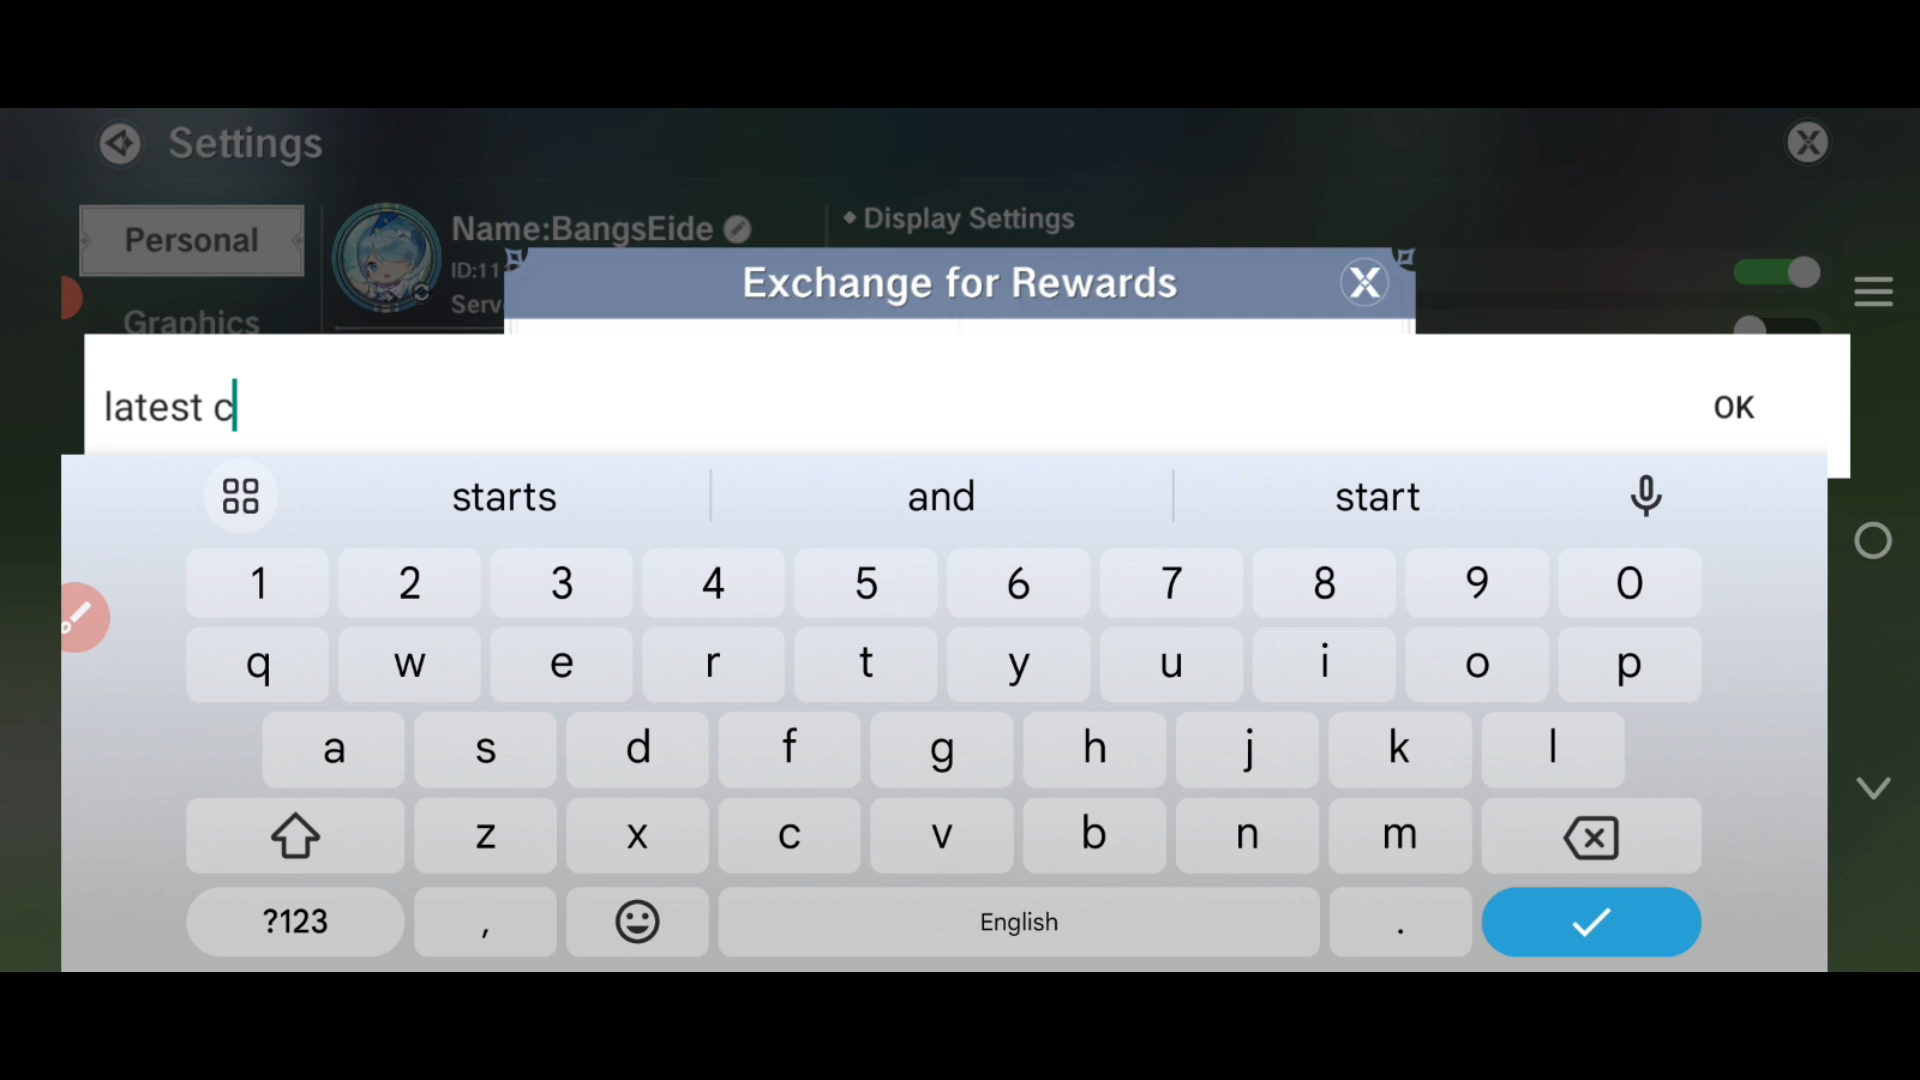 Settings
Personal
Name:BangsEide
Display Settings
ID:11
Serv
Graphics
Exchange for Rewards
latest c
OK
starts and start
1 2 3 4 5 6 7 8 9 0
q w e r t y u i o p
a s d f g h j k l
z x c v b n m
?123 , English .